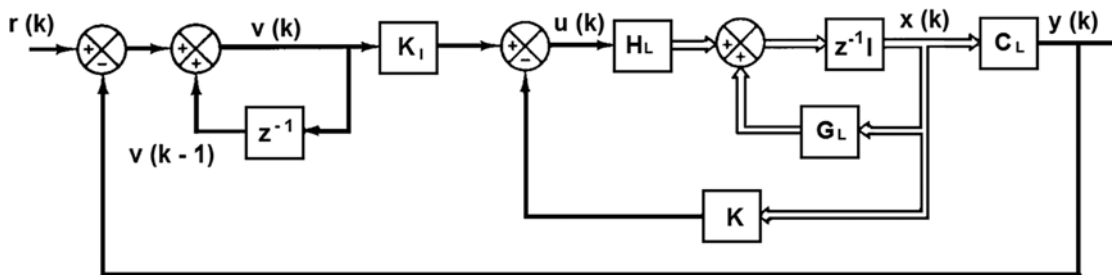 r (k)
v (k)
K I
u (k)
H L
z-1 I
x (k)
C L
y (k)
z-1
v (k - 1)
G L
K
+
-
+
+
+
-
+
+